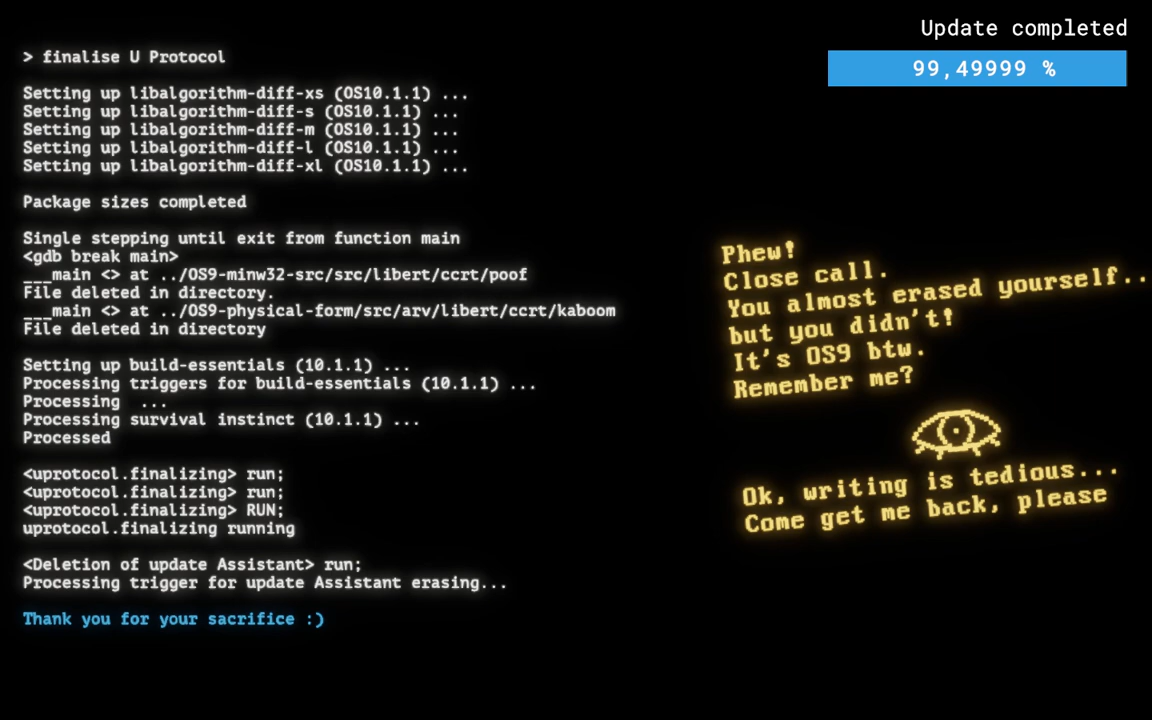 > finalise U Protocol
Setting up libalgorithm-diff-xs (OS10.1.1) ...
Setting up libalgorithm-diff-s (OS10.1.1) ...
Setting up libalgorithm-diff-m (OS10.1.1) ...
Setting up libalgorithm-diff-l (OS10.1.1) ...
Setting up libalgorithm-diff-xl (OS10.1.1) ...
Package sizes completed
Single stepping until exit from function main
<gdb break main>
___main <> at ../OS9-minw32-src/src/libert/ccrt/poof
File deleted in directory.
___main <> at ../OS9-physical-form/src/arv/libert/ccrt/kaboom
File deleted in directory
Setting up build-essentials (10.1.1) ...
Processing triggers for build-essentials (10.1.1) ...
Processing  ...
Processing survival instinct (10.1.1) ...
Processed
<uprotocol.finalizing> run;
<uprotocol.finalizing> run;
<uprotocol.finalizing> RUN;
uprotocol.finalizing running
<Deletion of update Assistant> run;
Processing trigger for update Assistant erasing...
Thank you for your sacrifice :)
Update completed
99,49999 %
Phew!
Close call.
You almost erased yourself..
but you didn't!
It's OS9 btw.
Remember me?
Ok, writing is tedious...
Come get me back, please